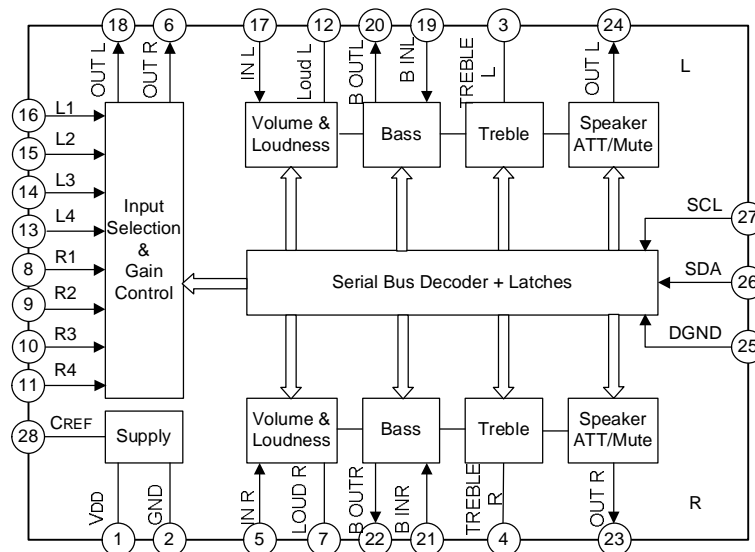 18
6
17
12
20
19
3
24
OUT L
OUT R
IN L
Loud L
B OUTL
B INL
TREBLE
L
OUT L
L
16
L1
15
L2
14
L3
13
L4
8
R1
9
R2
10
R3
11
R4
Input
Selection
&
Gain
Control
Volume &
Loudness
Bass
Treble
Speaker
ATT/Mute
Serial Bus Decoder + Latches
SCL
27
SDA
26
DGND
25
28
CREF
Supply
Volume &
Loudness
Bass
Treble
Speaker
ATT/Mute
VDD
GND
IN R
LOUD R
B OUTR
B INR
TREBLE
R
OUT R
R
1
2
5
7
22
21
4
23